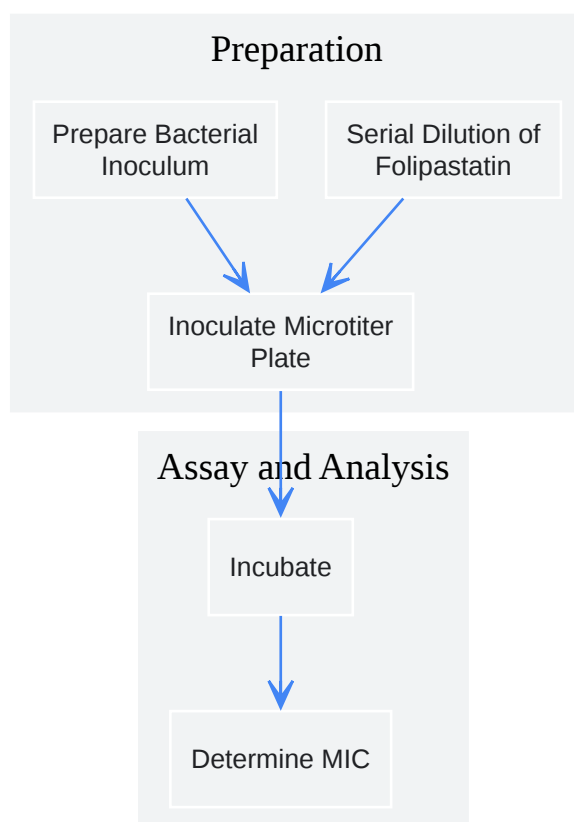 Preparation
Prepare Bacterial
Inoculum
Serial Dilution of
Folipastatin
Inoculate Microtiter
Plate
Assay and Analysis
Incubate
Determine MIC